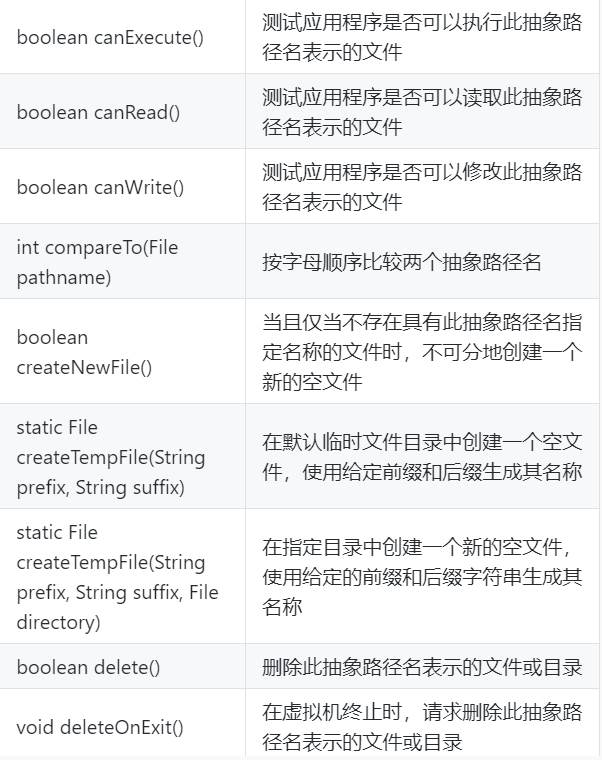 boolean canExecute()
测试应用程序是否可以执行此抽象路
径名表示的文件
boolean canRead()
测试应用程序是否可以读取此抽象路
径名表示的文件
boolean canWrite()
测试应用程序是否可以修改此抽象路
径名表示的文件
int compareTo(File
pathname)
按字母顺序比较两个抽象路径名
boolean
createNewFile()
当且仅当不存在具有此抽象路径名指
定名称的文件时，不可分地创建一个
新的空文件
static File
createTempFile(String
prefix, String suffix)
在默认临时文件目录中创建一个空文
件，使用给定前缀和后缀生成其名称
static File
createTempFile(String
prefix, String suffix, File
directory)
在指定目录中创建一个新的空文件，
使用给定的前缀和后缀字符串生成其
名称
boolean delete()
删除此抽象路径名表示的文件或目录
void deleteOnExit()
在虚拟机终止时，请求删除此抽象路
径名表示的文件或目录